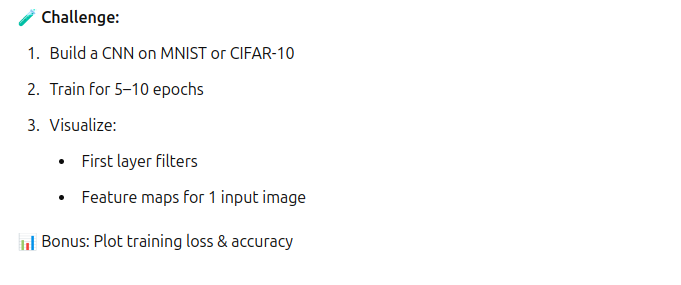 🧪 Challenge:
1. Build a CNN on MNIST or CIFAR-10
2. Train for 5–10 epochs
3. Visualize:
• First layer filters
• Feature maps for 1 input image
📊 Bonus: Plot training loss & accuracy